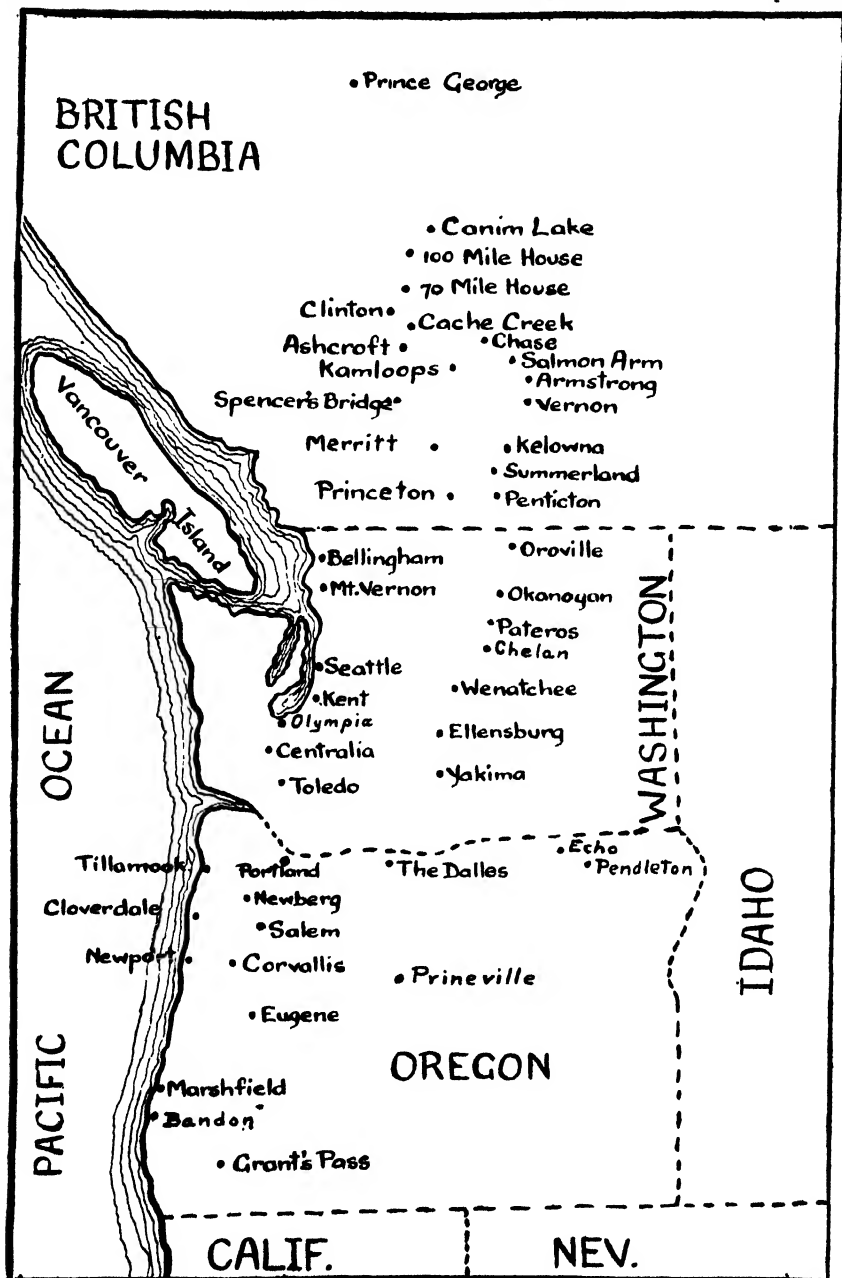 Prince George
BRITISH
COLUMBIA
Canim Lake
100 Mile House
70 Mile House
Clinton
Cache Creek
Chase
Ashcroft
Salmon Arm
Kamloops
Armstrong
Spencer's Bridge
Vernon
Vancouver
Island
Merritt
Kelowna
Summerland
Princeton
Penticton
Oroville
Bellingham
Mt. Vernon
Okanoyan
Pateros
Chelan
WASHINGTON
Seattle
Wenatchee
Kent
Olympia
Ellensburg
Centralia
Yakima
Toledo
OCEAN
Echo
Tillamook
Portland
The Dalles
Pendleton
Newberg
Cloverdale
Salem
IDAHO
Newport
Corvallis
Prineville
Eugene
OREGON
PACIFIC
Marshfield
Bandon
Grant's Pass
CALIF.
NEV.